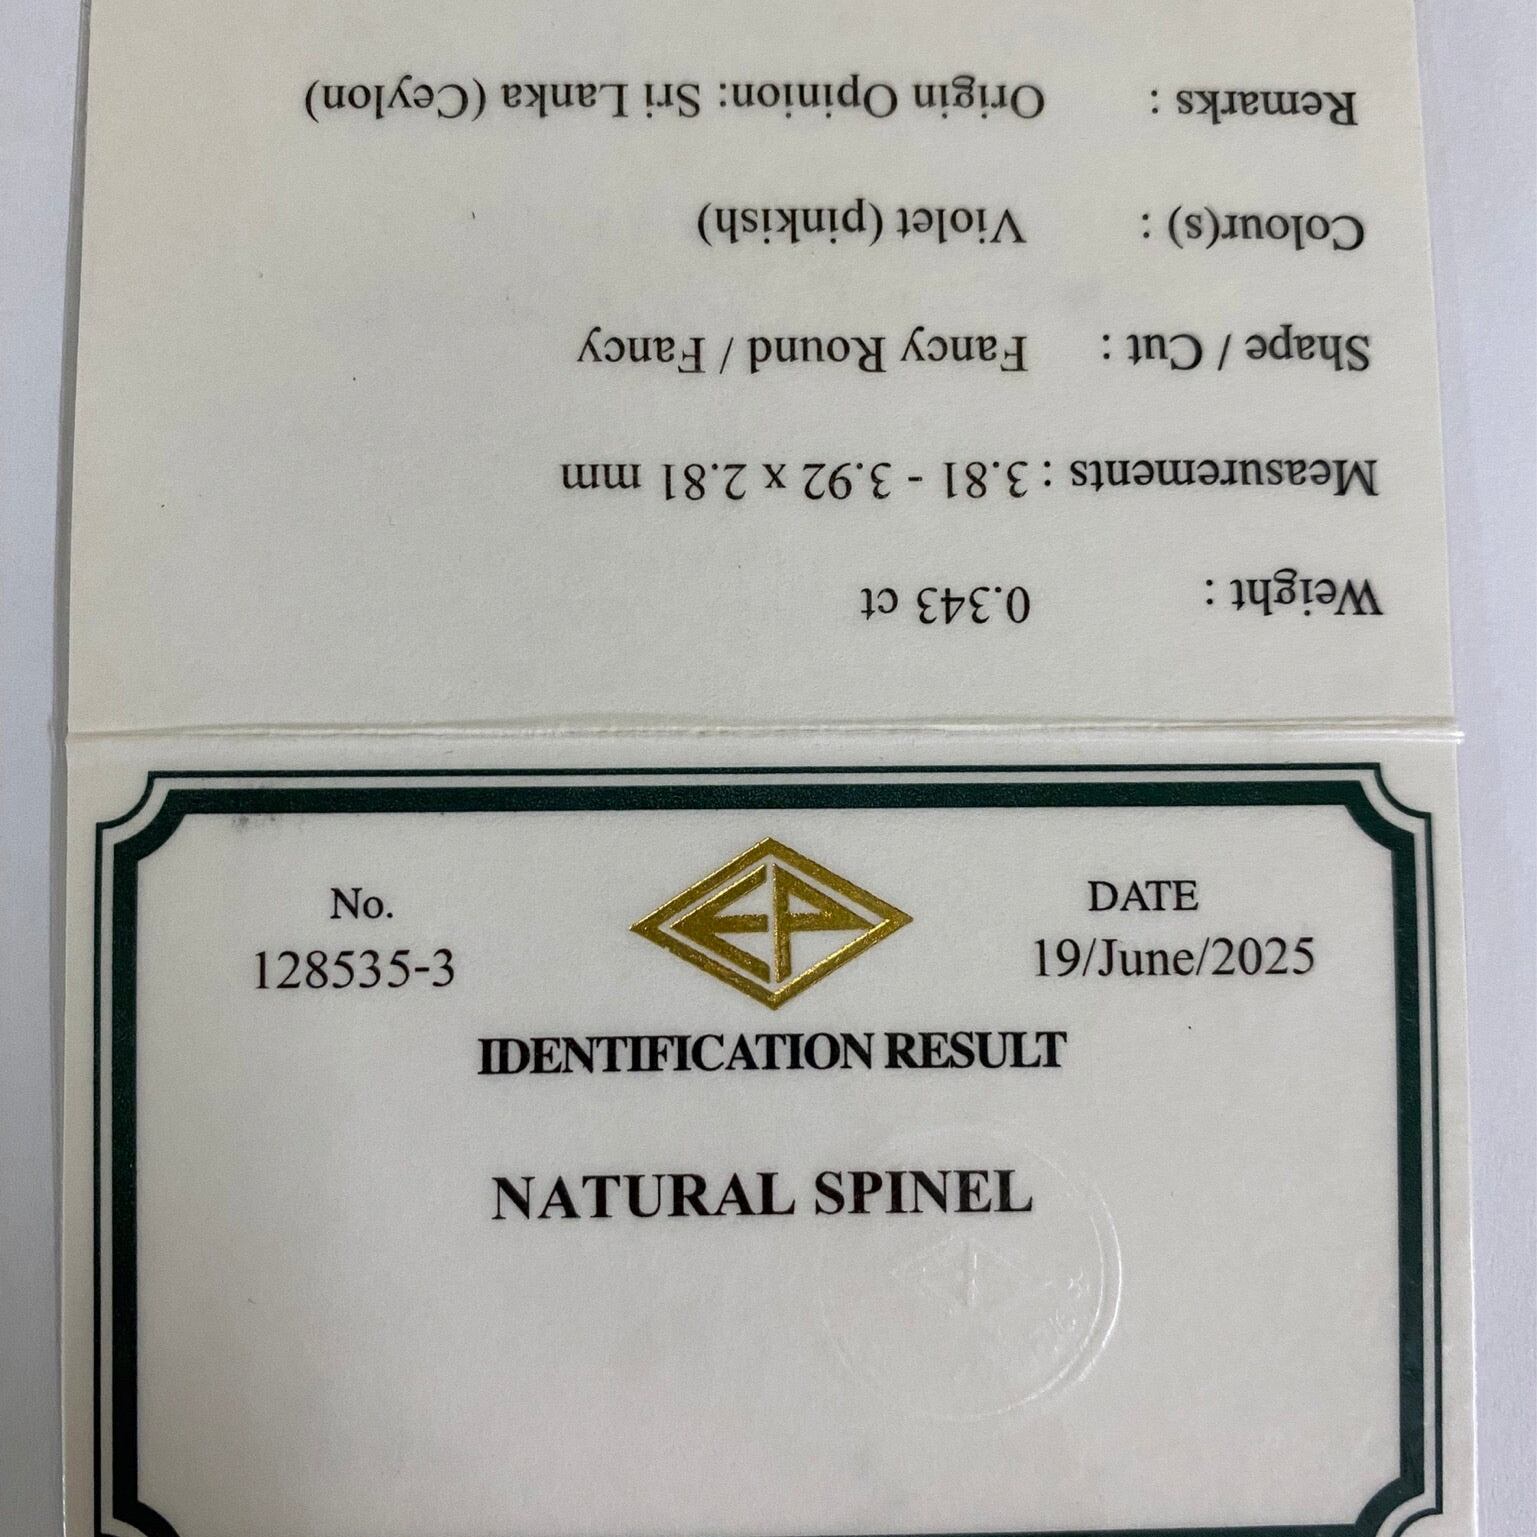 Weight : 0.343 ct
Measurements : 3.81 - 3.92 x 2.81 mm
Shape / Cut : Fancy Round / Fancy
Colour(s) : Violet (pinkish)
Remarks : Origin Opinion: Sri Lanka (Ceylon)
No. EP DATE
128535-3 19/June/2025
IDENTIFICATION RESULT
NATURAL SPINEL